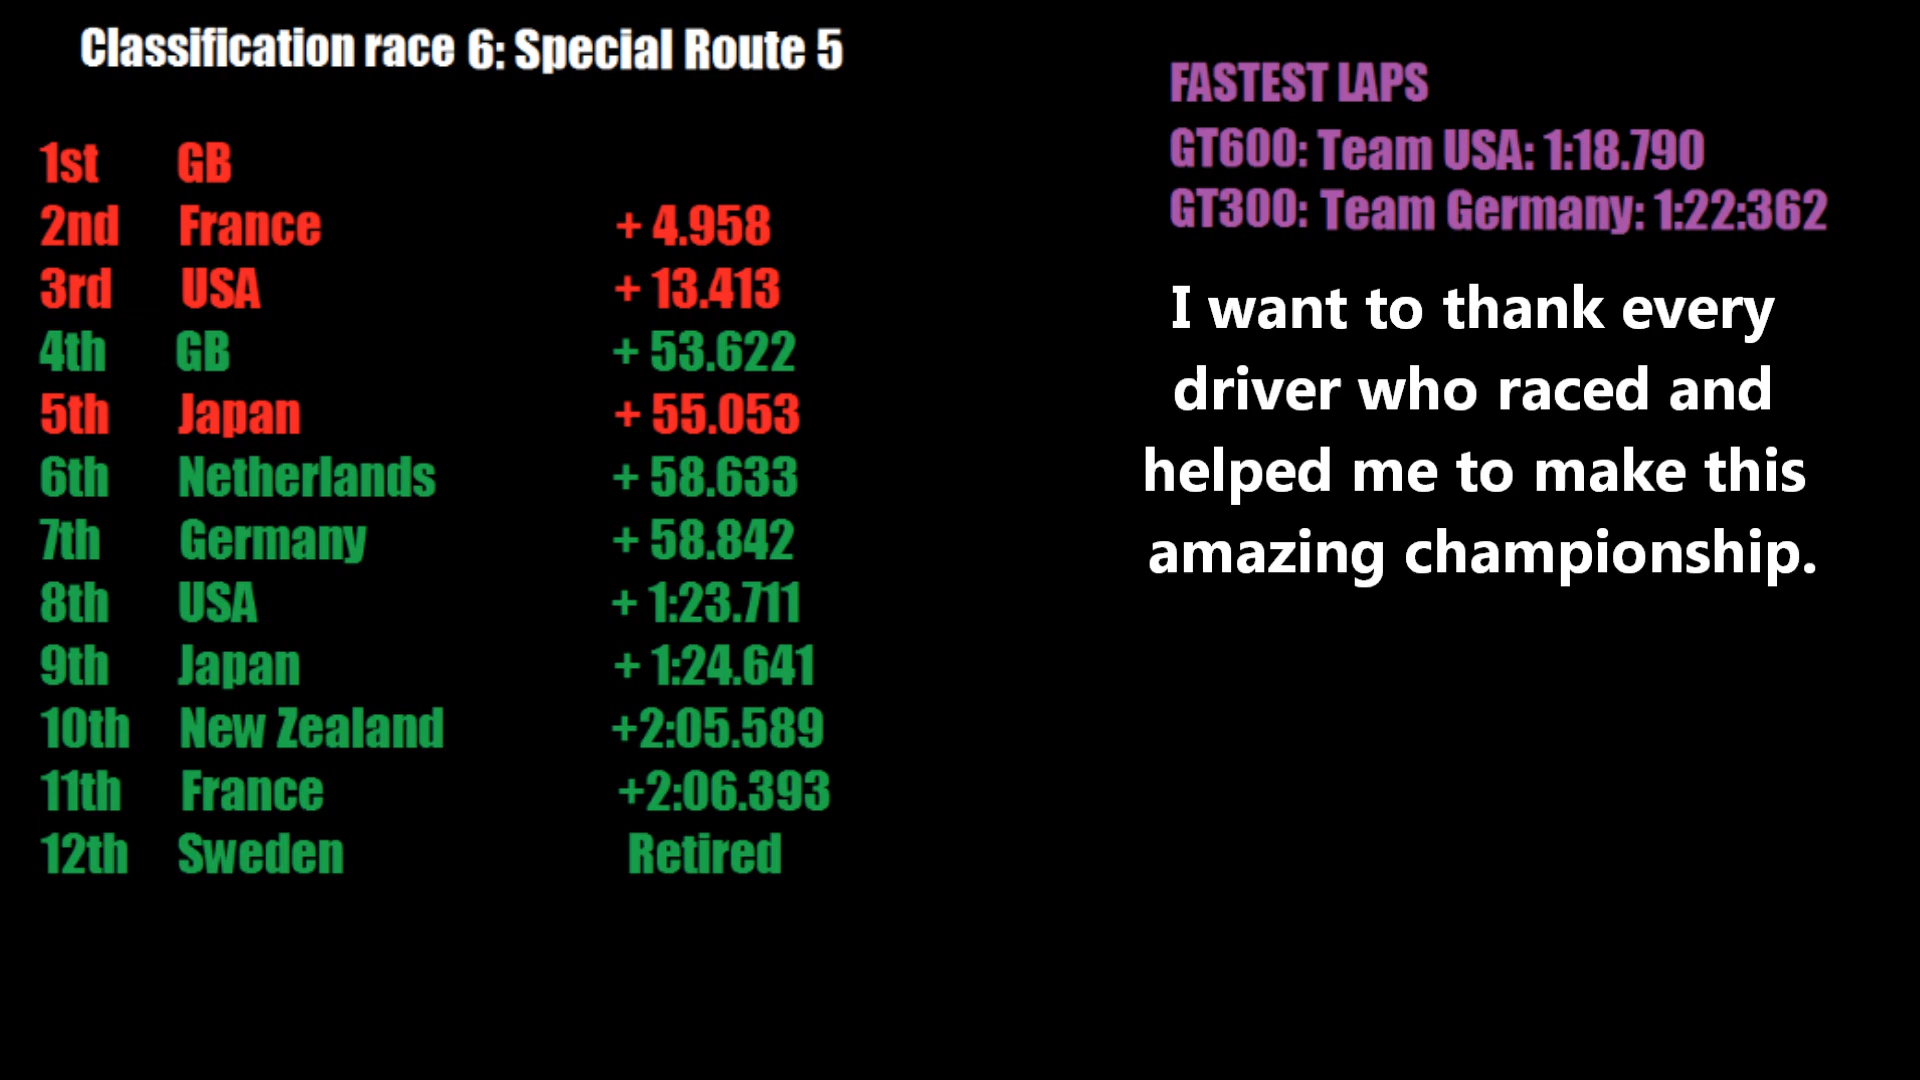 Classification race 6: Special Route 5
1st GB
2nd France + 4.958
3rd USA + 13.413
4th GB + 53.622
5th Japan + 55.053
6th Netherlands + 58.633
7th Germany + 58.842
8th USA + 1:23.711
9th Japan + 1:24.641
10th New Zealand +2:05.589
11th France +2:06.393
12th Sweden Retired
FASTEST LAPS
GT600: Team USA: 1:18.790
GT300: Team Germany: 1:22:362
I want to thank every
driver who raced and
helped me to make this
amazing championship.